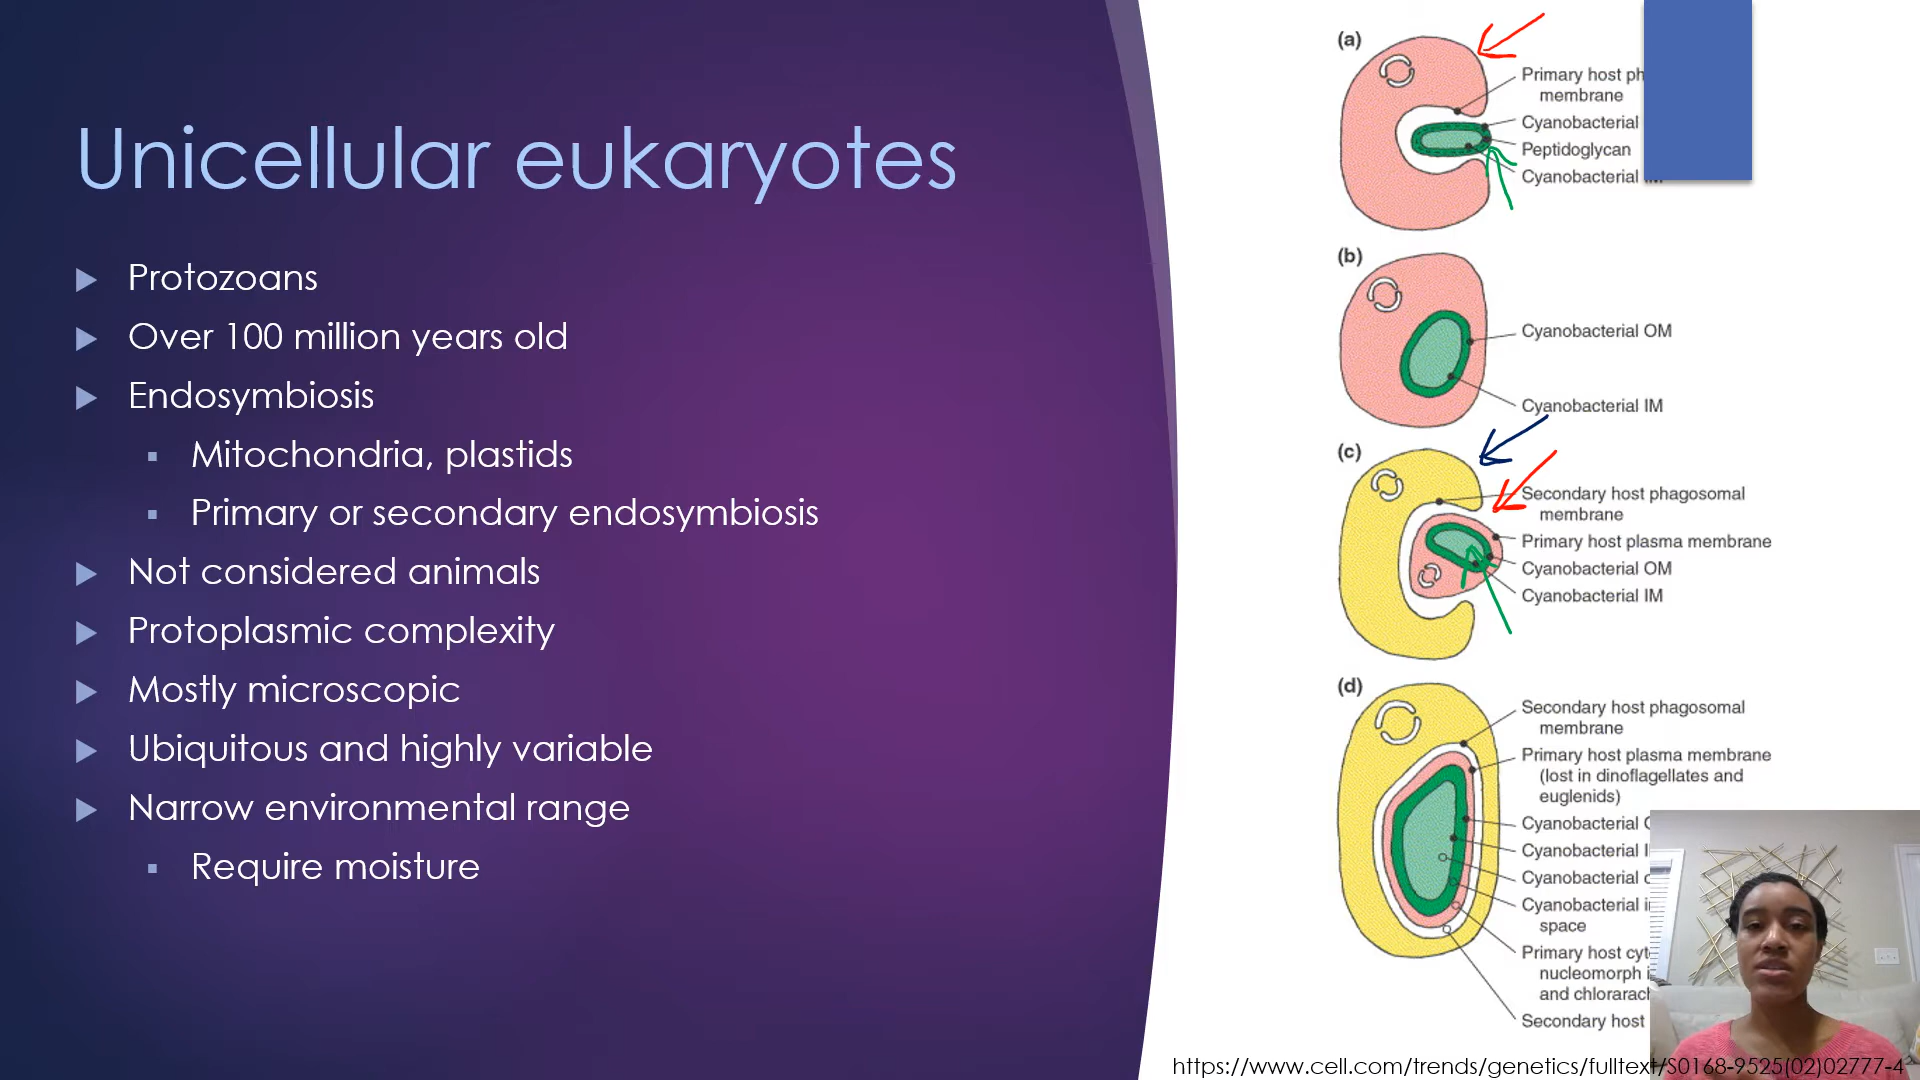 Unicellular eukaryotes
Protozoans
Over 100 million years old
Endosymbiosis
Mitochondria, plastids
Primary or secondary endosymbiosis
Not considered animals
Protoplasmic complexity
Mostly microscopic
Ubiquitous and highly variable
Narrow environmental range
Require moisture
(a)
Primary host
membrane
Cyanobacterial
Peptidoglycan
Cyanobacterial
(b)
Cyanobacterial OM
Cyanobacterial IM
(c)
Secondary host phagosomal
membrane
Primary host plasma membrane
Cyanobacterial OM
Cyanobacterial IM
(d)
Secondary host phagosomal
membrane
Primary host plasma membrane
(lost in dinoflagellates and
euglenids)
Cyanobacterial
Cyanobacterial
Cyanobacterial
Cyanobacterial
space
Primary host
nucleomorph
and
Secondary host
https://www.cell.com/trends/genetics/fulltext/S0168-9525(02)02777-4